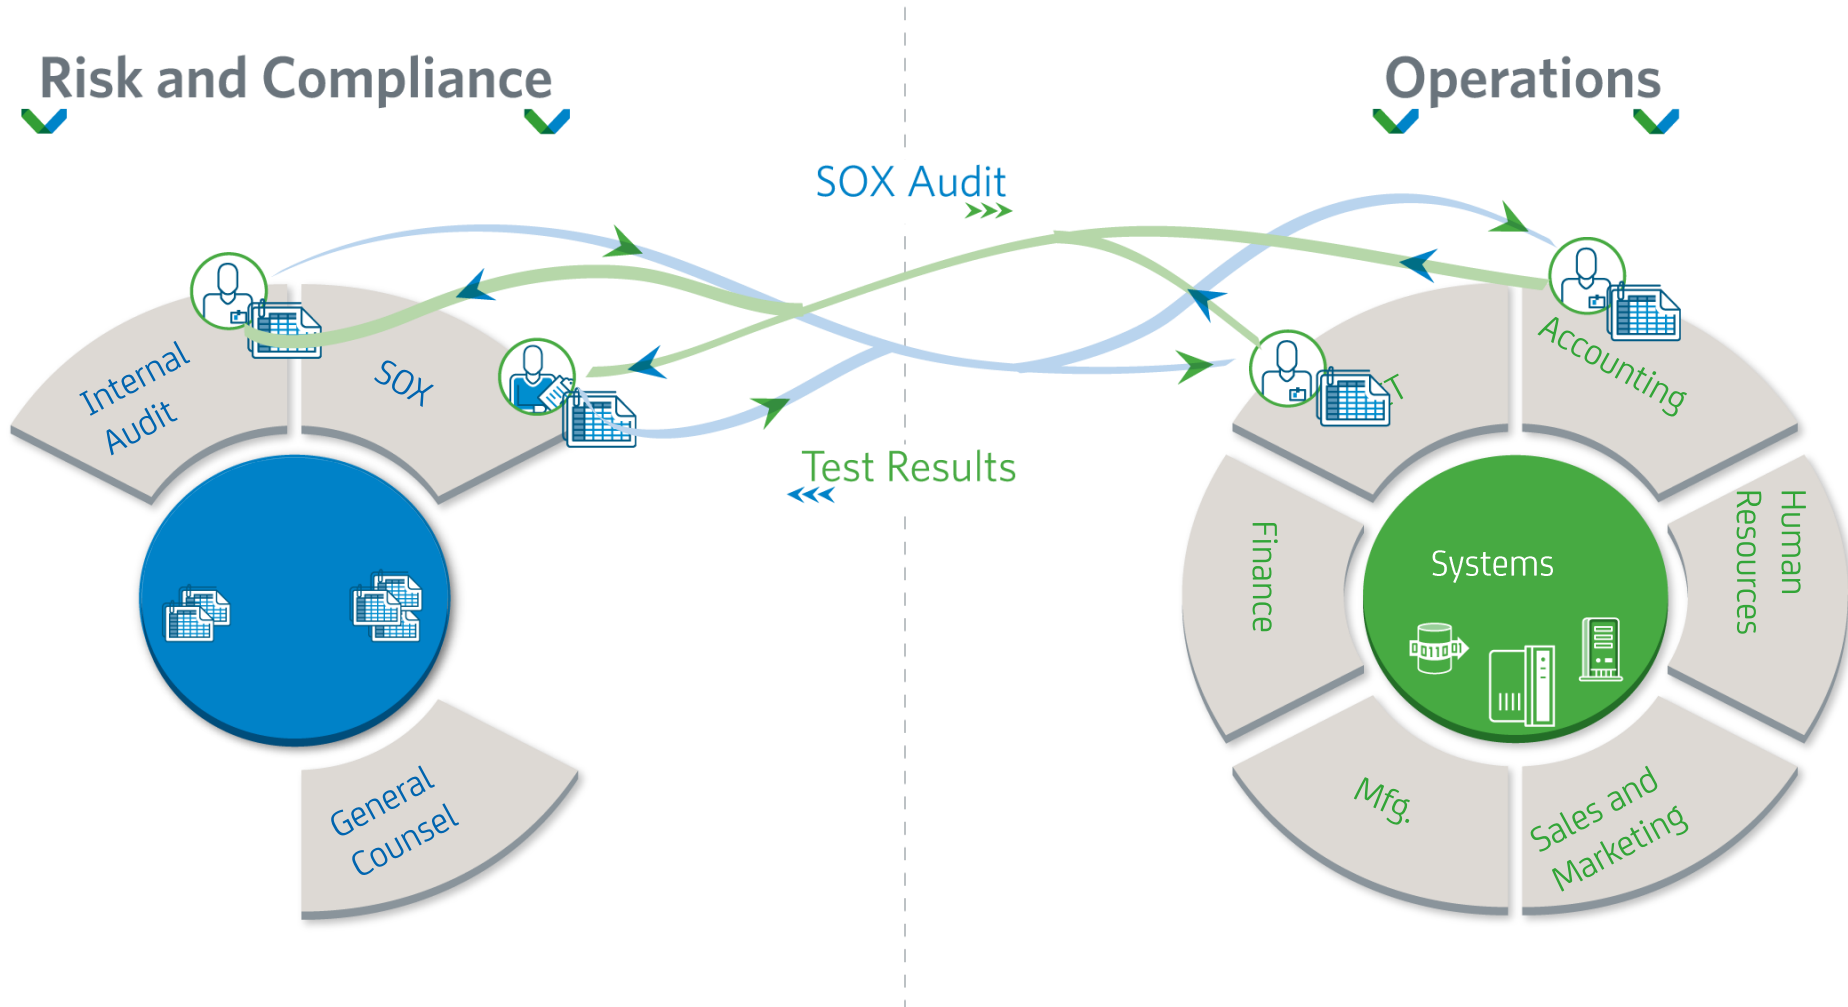 Risk and Compliance
Operations
SOX Audit
Internal
Audit
SOX
Accounting
Test Results
Finance
Systems
Human
Resources
General
Counsel
Mfg.
Sales and
Marketing